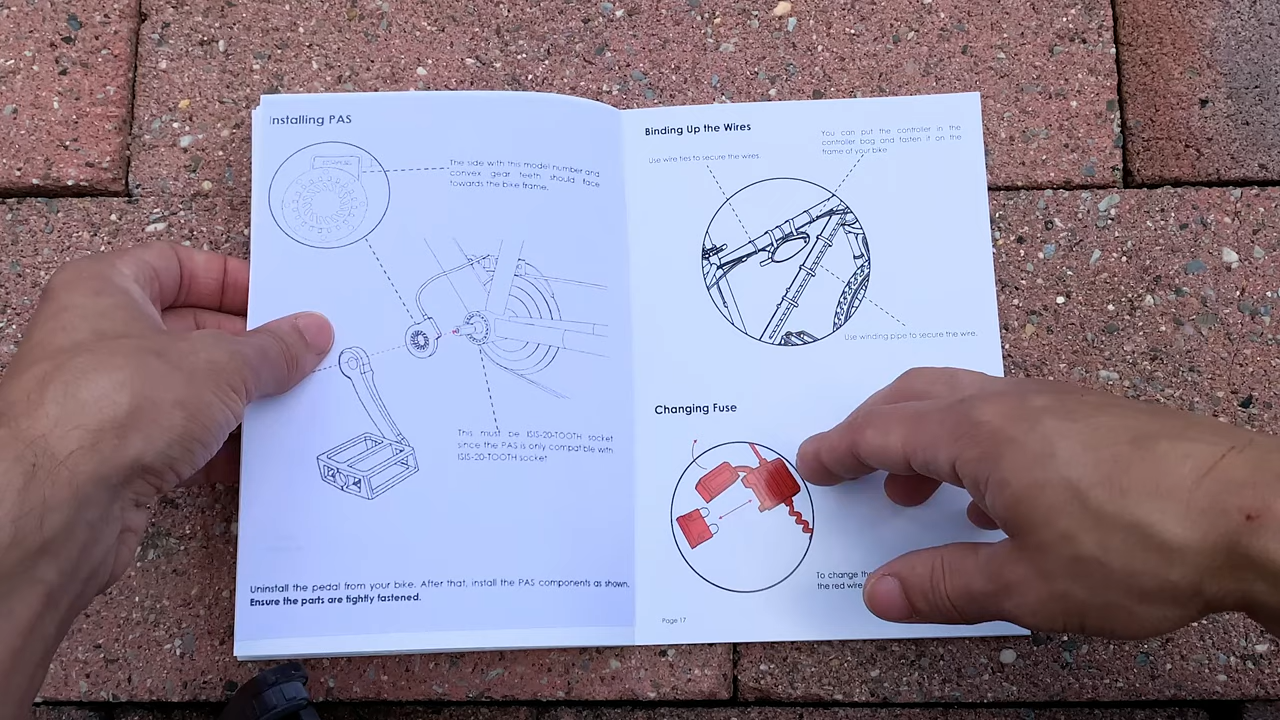 Installing PAS
The side with this model number and
convex gear teeth should face
towards the bike frame.
This must be ISIS-20-TOOTH socket
since the PAS is only compatible with
ISIS-20-TOOTH socket
Uninstall the pedal from your bike. After that, install the PAS components as shown.
Ensure the parts are tightly fastened.
Binding Up the Wires
You can put the controller in the
controller bag and fasten it on the
frame of your bike
Use wire ties to secure the wires.
Use winding pipe to secure the wire.
Changing Fuse
To change the
the red wire
Page 17